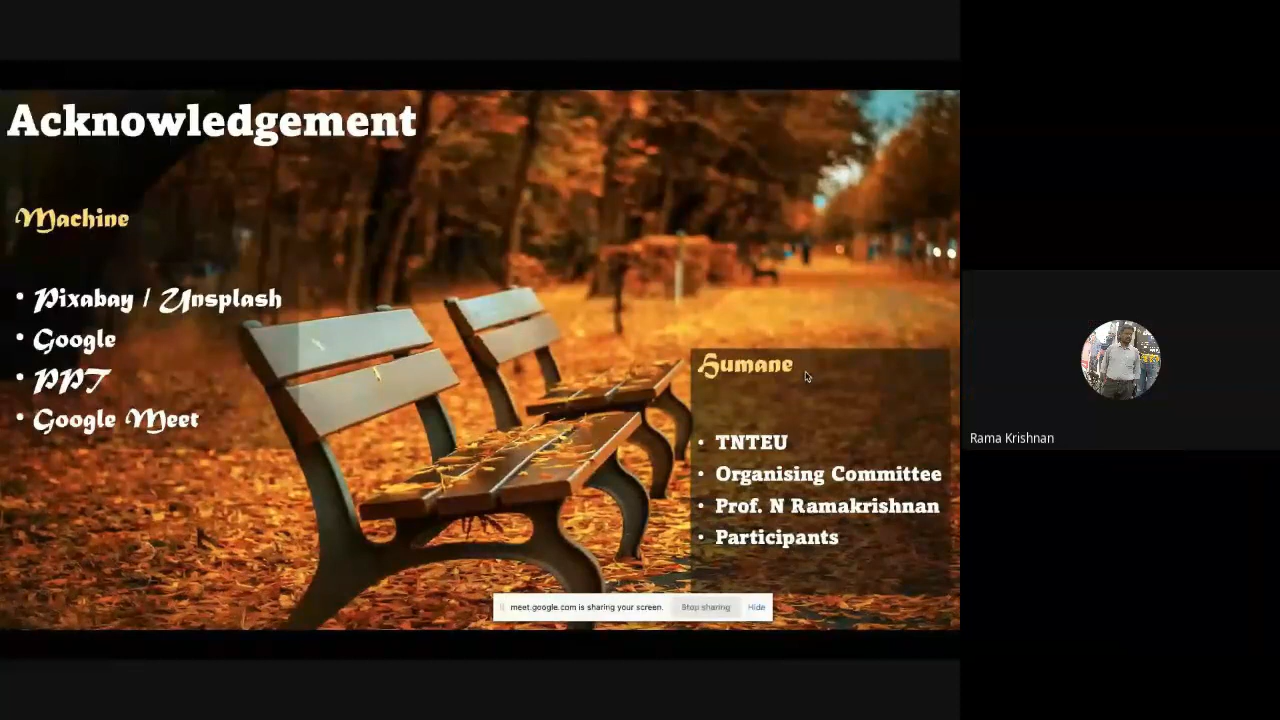 Acknowledgement
Machine
• Pixabay / Unsplash
• Google
• PPT
• Google Meet
Humane
• TNTEU
• Organising Committee
• Prof. N Ramakrishnan
• Participants
meet.google.com is sharing your screen. Stop sharing Hide
Rama Krishnan